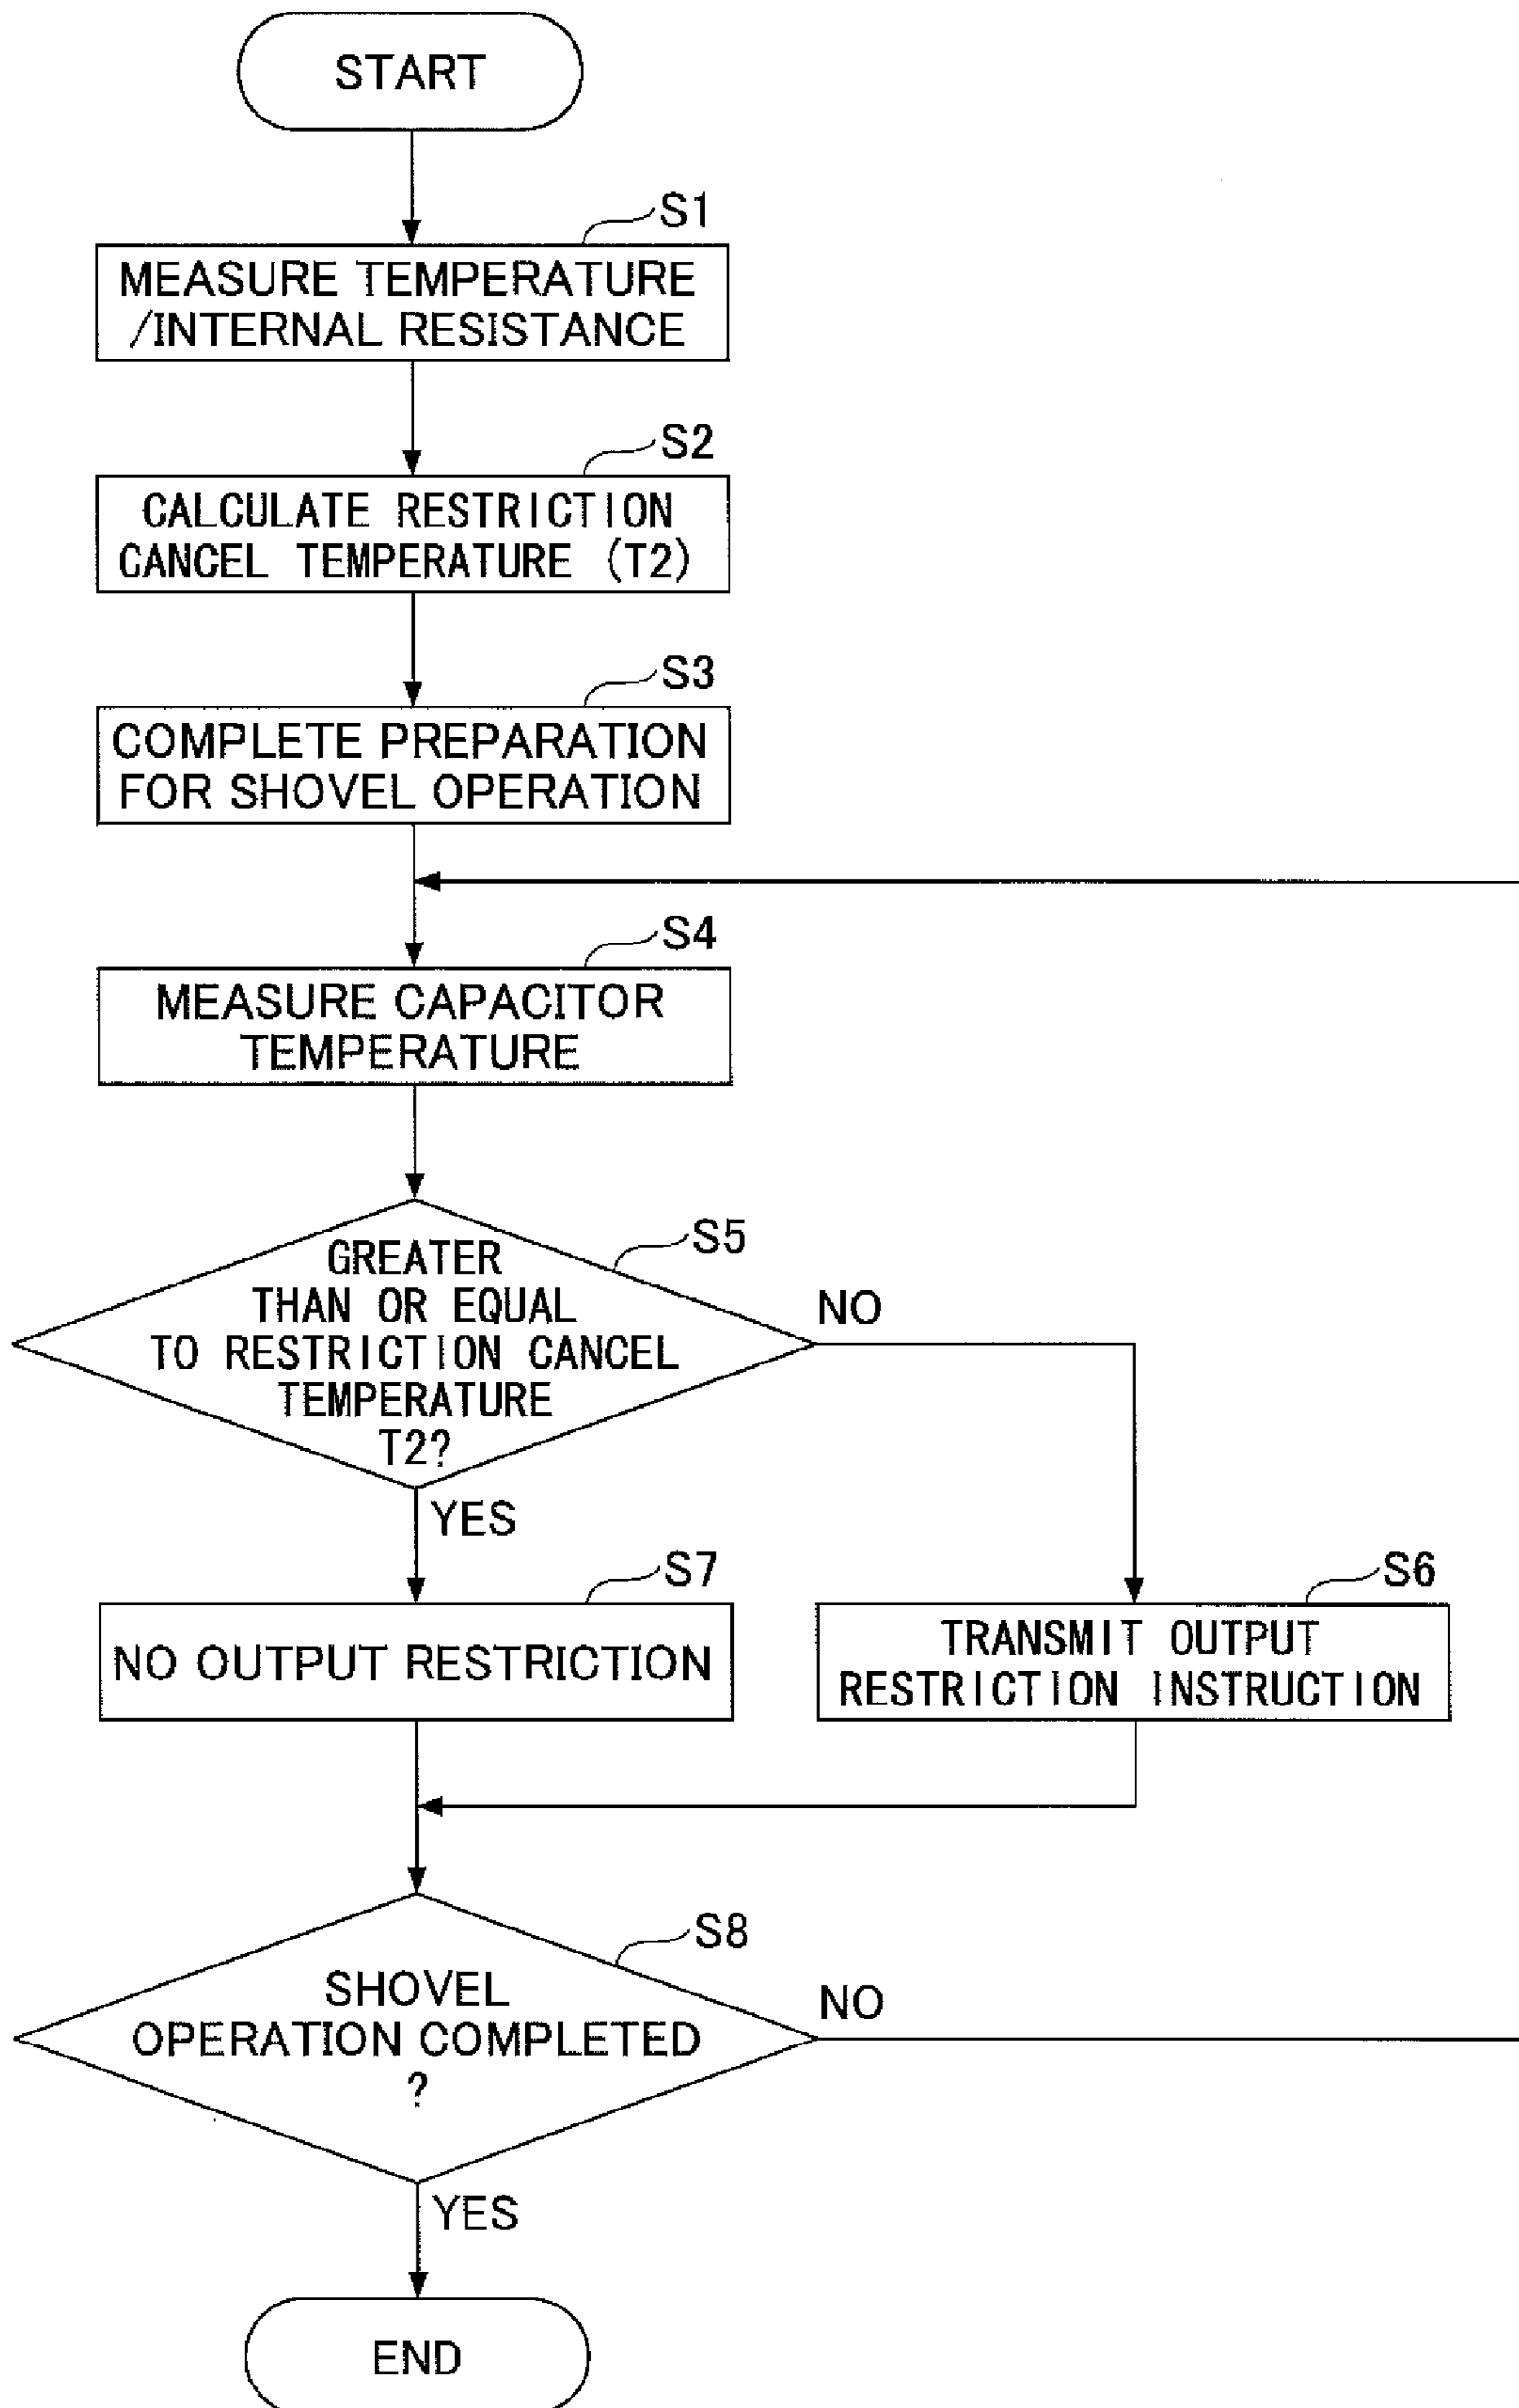 START
S1
MEASURE TEMPERATURE
/INTERNAL RESISTANCE
S2
CALCULATE RESTRICTION
CANCEL TEMPERATURE (T2)
S3
COMPLETE PREPARATION
FOR SHOVEL OPERATION
S4
MEASURE CAPACITOR
TEMPERATURE
S5
GREATER
THAN OR EQUAL
TO RESTRICTION CANCEL
TEMPERATURE
T2?
NO
YES
S7
NO OUTPUT RESTRICTION
S6
TRANSMIT OUTPUT
RESTRICTION INSTRUCTION
S8
SHOVEL
OPERATION COMPLETED
?
NO
YES
END